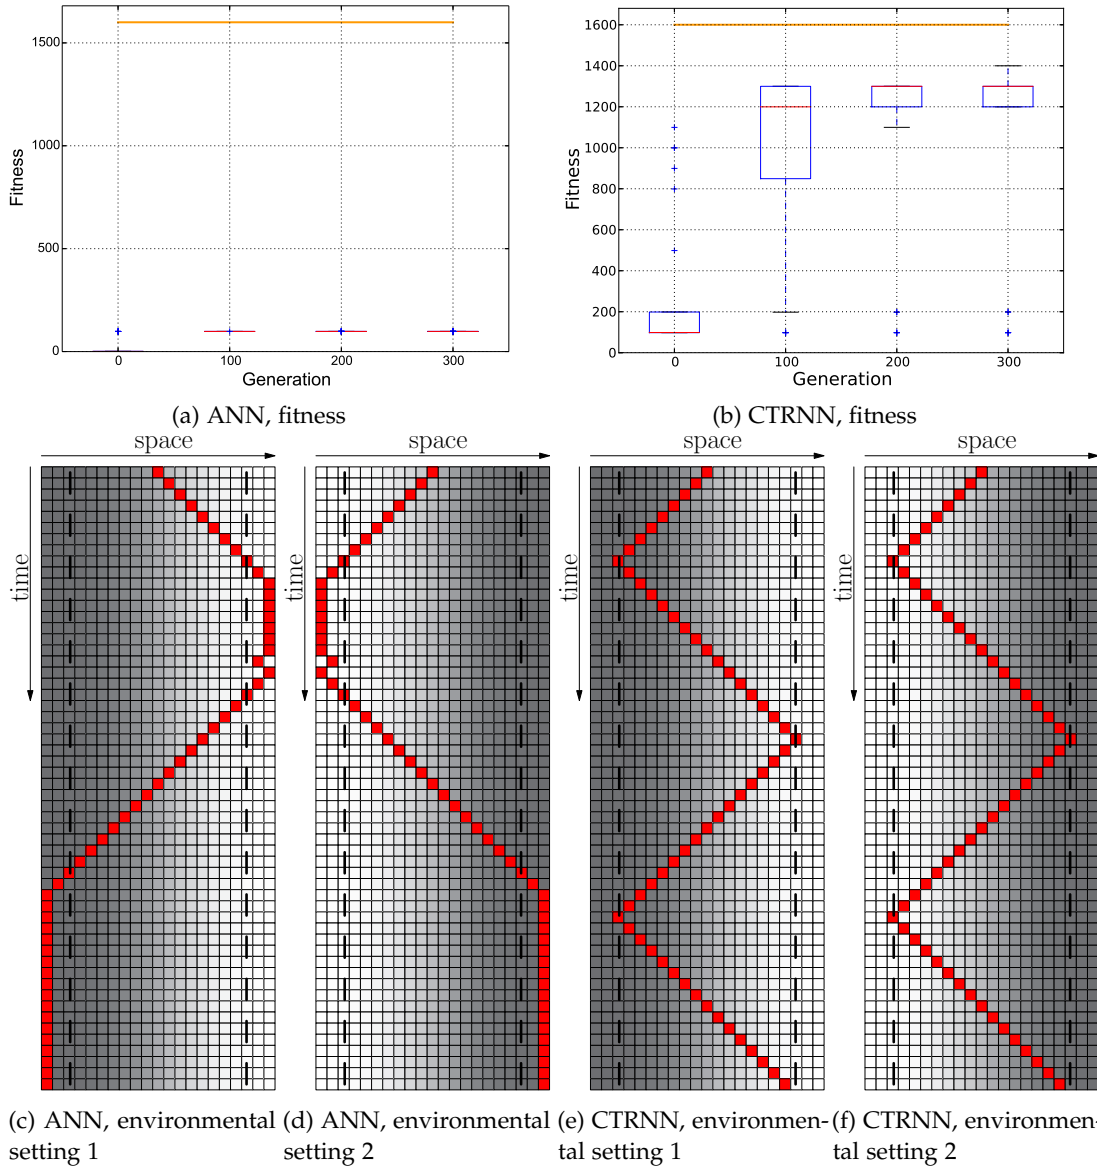 1500
1000
500
0
Fitness
0 100 200 300
Generation
(a) ANN, fitness
1600
1400
1200
1000
800
600
400
200
0
Fitness
0 100 200 300
Generation
(b) CTRNN, fitness
space
time
space
time
space
time
space
time
(c) ANN, environmental
setting 1
(d) ANN, environmental
setting 2
(e) CTRNN, environmen-
tal setting 1
(f) CTRNN, environmen-
tal setting 2